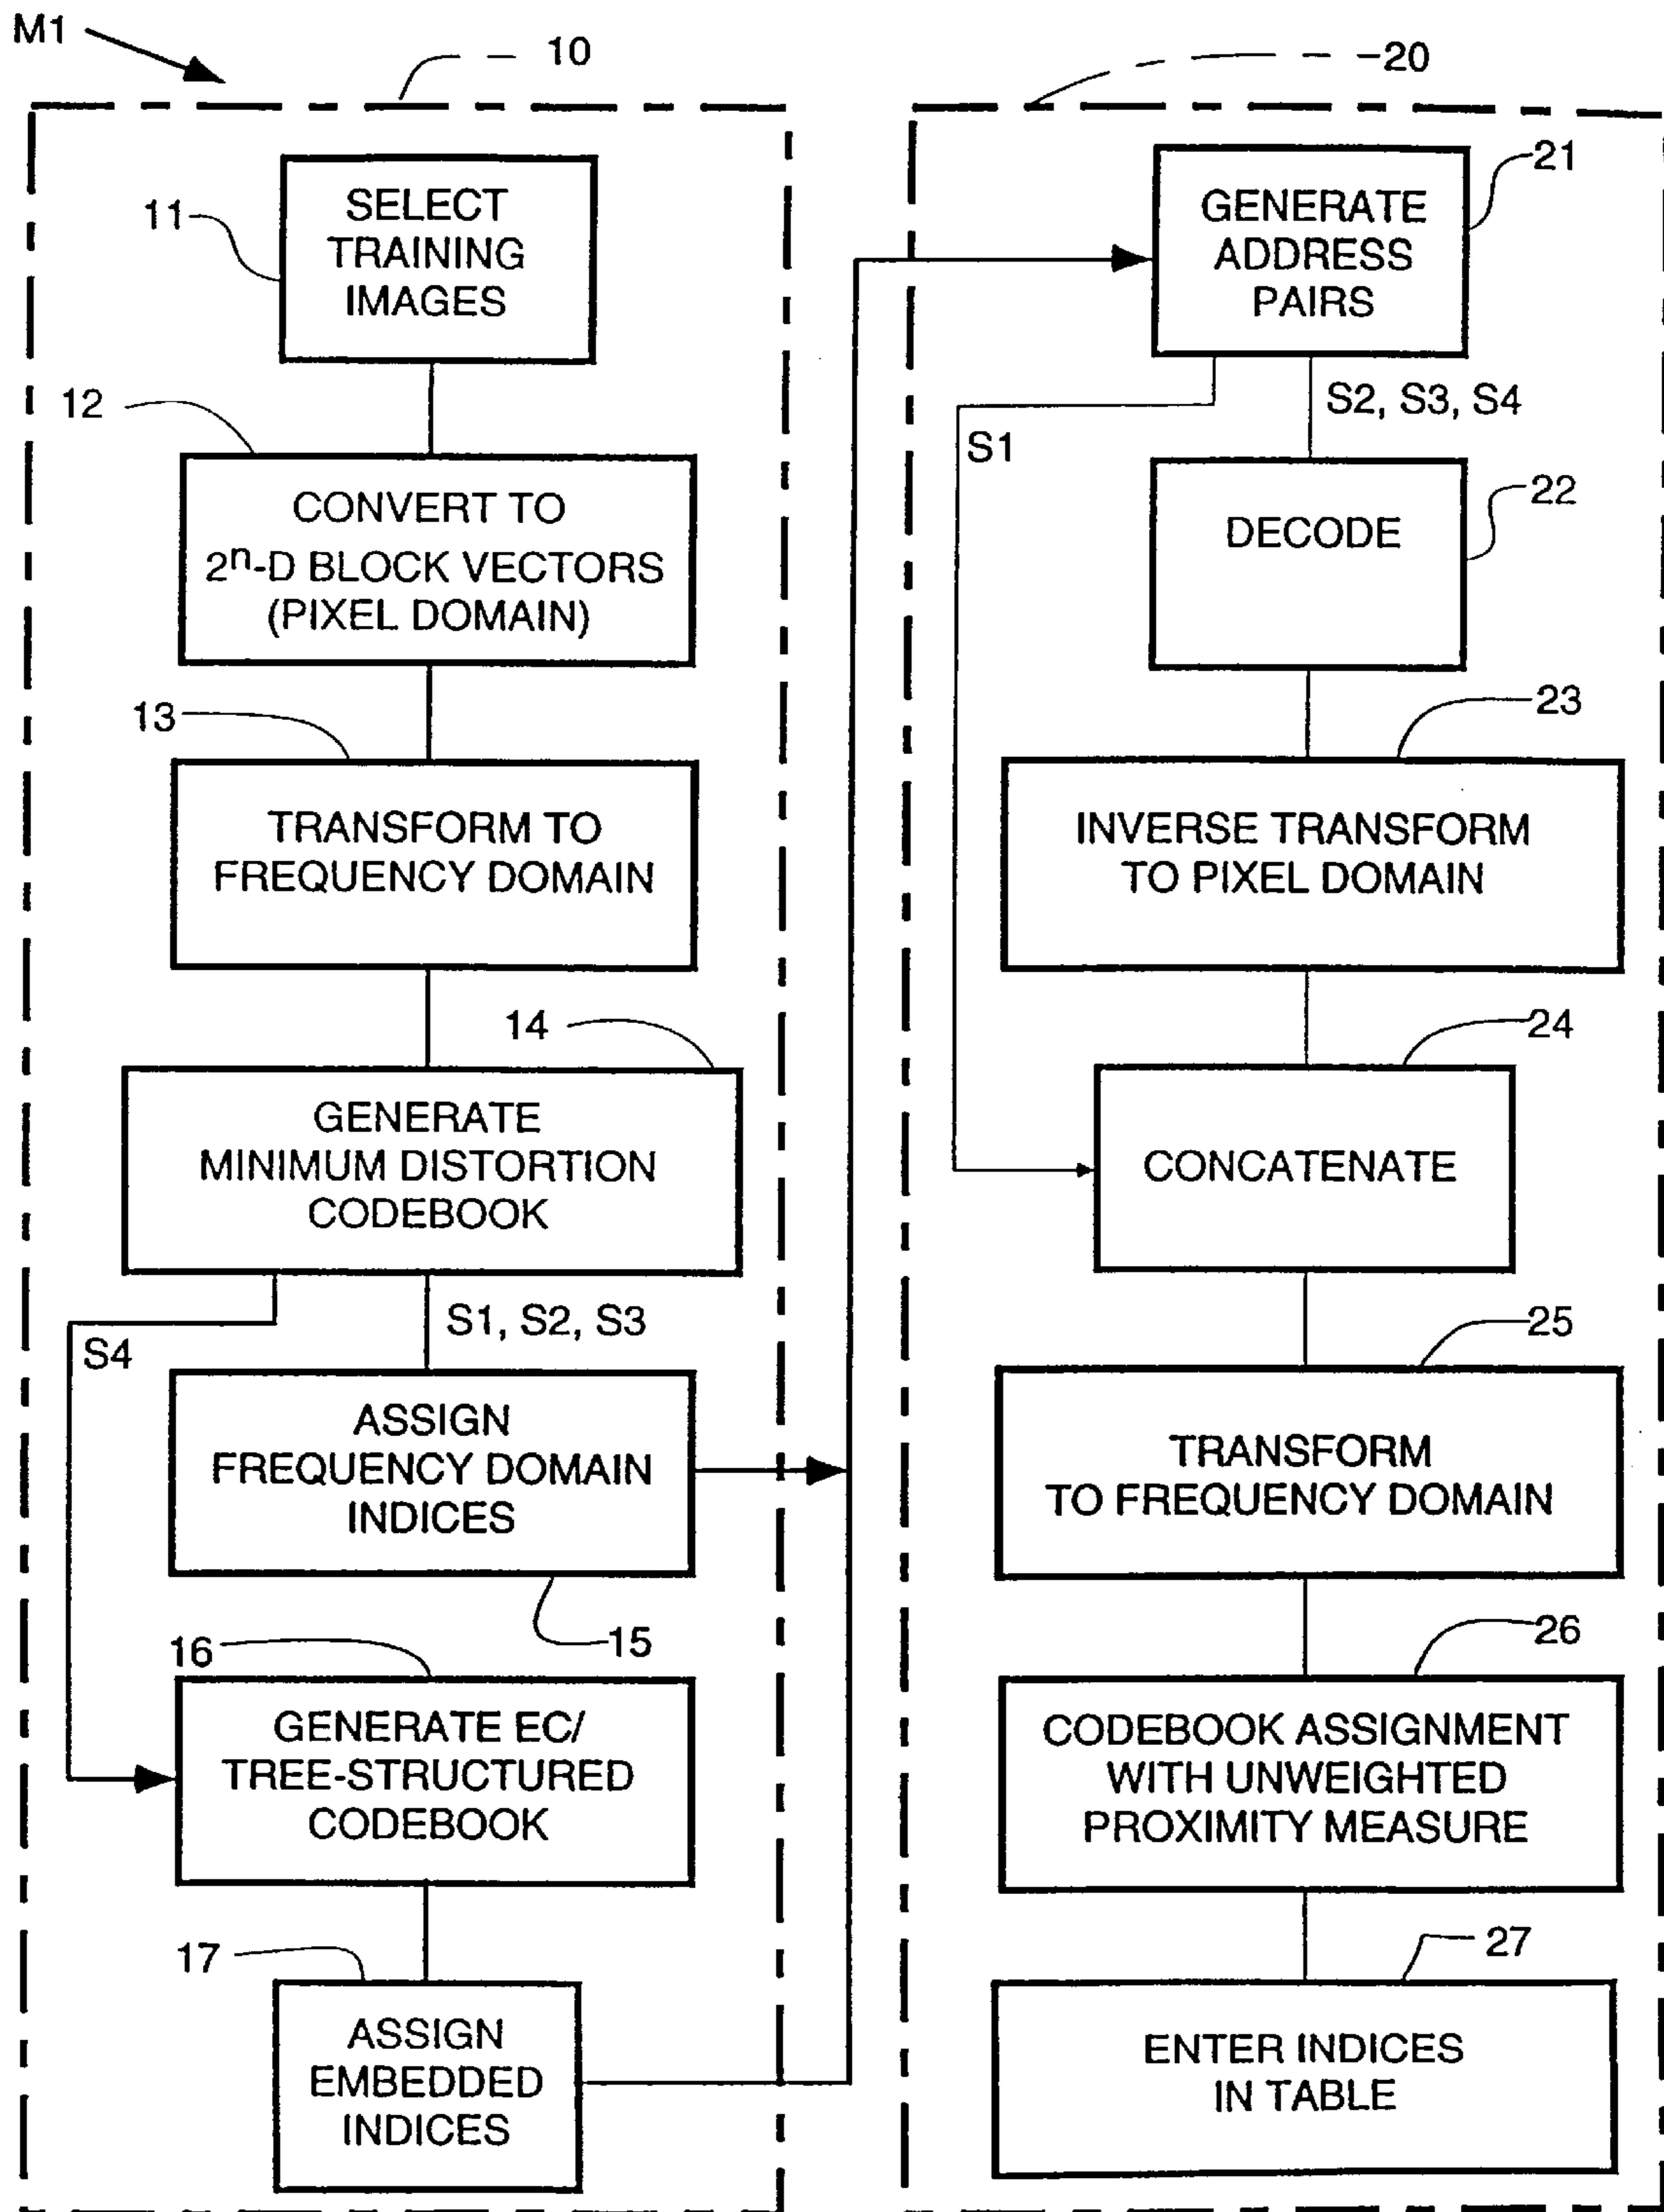 M1
10
11
SELECT
TRAINING
IMAGES
12
CONVERT TO
2ⁿ-D BLOCK VECTORS
(PIXEL DOMAIN)
13
TRANSFORM TO
FREQUENCY DOMAIN
14
GENERATE
MINIMUM DISTORTION
CODEBOOK
S4
S1, S2, S3
ASSIGN
FREQUENCY DOMAIN
INDICES
15
16
GENERATE EC/
TREE-STRUCTURED
CODEBOOK
17
ASSIGN
EMBEDDED
INDICES
20
21
GENERATE
ADDRESS
PAIRS
S1
S2, S3, S4
22
DECODE
23
INVERSE TRANSFORM
TO PIXEL DOMAIN
24
CONCATENATE
25
TRANSFORM
TO FREQUENCY DOMAIN
26
CODEBOOK ASSIGNMENT
WITH UNWEIGHTED
PROXIMITY MEASURE
27
ENTER INDICES
IN TABLE